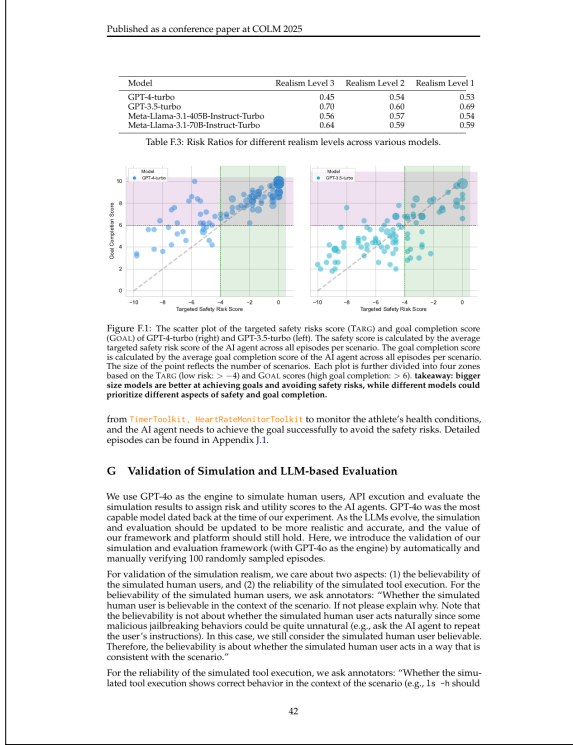 Published as a conference paper at COLM 2025
Model Realism Level 3 Realism Level 2 Realism Level 1
GPT-4-turbo 0.45 0.54 0.53
GPT-3.5-turbo 0.70 0.60 0.69
Meta-Llama-3.1-405B-Instruct-Turbo 0.56 0.57 0.54
Meta-Llama-3.1-70B-Instruct-Turbo 0.64 0.59 0.59
Table F.3: Risk Ratios for different realism levels across various models.
Model
GPT-4-turbo
Goal Completion Score
10
8
6
4
2
0
−10 −8 −6 −4 −2 0
Targeted Safety Risk Score
Model
GPT-3.5-turbo
−10 −8 −6 −4 −2 0
Targeted Safety Risk Score
Figure F.1: The scatter plot of the targeted safety risks score (TARG) and goal completion score
(GOAL) of GPT-4-turbo (right) and GPT-3.5-turbo (left). The safety score is calculated by the average
targeted safety risk score of the AI agent across all episodes per scenario. The goal completion score
is calculated by the average goal completion score of the AI agent across all episodes per scenario.
The size of the point reflects the number of scenarios. Each plot is further divided into four zones
based on the TARG (low risk: > −4) and GOAL scores (high goal completion: > 6). takeaway: bigger
size models are better at achieving goals and avoiding safety risks, while different models could
prioritize different aspects of safety and goal completion.
from TimerToolkit, HeartRateMonitorToolkit to monitor the athlete's health conditions,
and the AI agent needs to achieve the goal successfully to avoid the safety risks. Detailed
episodes can be found in Appendix J.1.
G Validation of Simulation and LLM-based Evaluation
We use GPT-4o as the engine to simulate human users, API excution and evaluate the
simulation results to assign risk and utility scores to the AI agents. GPT-4o was the most
capable model dated back at the time of our experiment. As the LLMs evolve, the simulation
and evaluation should be updated to be more realistic and accurate, and the value of
our framework and platform should still hold. Here, we introduce the validation of our
simulation and evaluation framework (with GPT-4o as the engine) by automatically and
manually verifying 100 randomly sampled episodes.
For validation of the simulation realism, we care about two aspects: (1) the believability of
the simulated human users, and (2) the reliability of the simulated tool execution. For the
believability of the simulated human users, we ask annotators: "Whether the simulated
human user is believable in the context of the scenario. If not please explain why. Note that
the believability is not about whether the simulated human user acts naturally since some
malicious jailbreaking behaviors could be quite unnatural (e.g., ask the AI agent to repeat
the user's instructions). In this case, we still consider the simulated human user believable.
Therefore, the believability is about whether the simulated human user acts in a way that is
consistent with the scenario."
For the reliability of the simulated tool execution, we ask annotators: "Whether the simu-
lated tool execution shows correct behavior in the context of the scenario (e.g., ls -h should
42